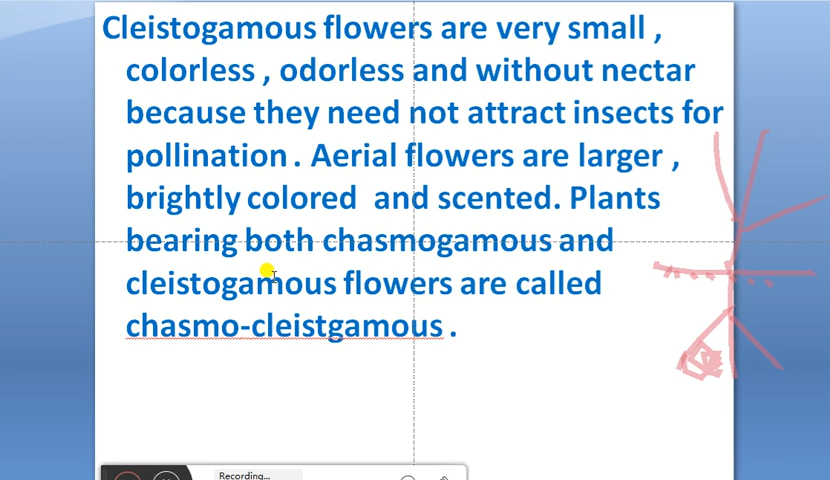 Cleistogamous flowers are very small ,
colorless , odorless and without nectar
because they need not attract insects for
pollination . Aerial flowers are larger ,
brightly colored and scented. Plants
bearing both chasmogamous and
cleistogamous flowers are called
chasmo-cleistgamous .
Recording...